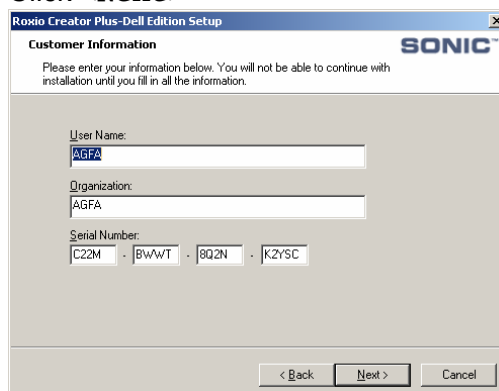 Roxio Creator Plus-Dell Edition Setup
Customer Information
SONIC
Please enter your information below. You will not be able to continue with
installation until you fill in all the information.
User Name:
AGFA
Organization:
AGFA
Serial Number:
C22M - BWWT - 8Q2N - K2YSC
< Back Next > Cancel